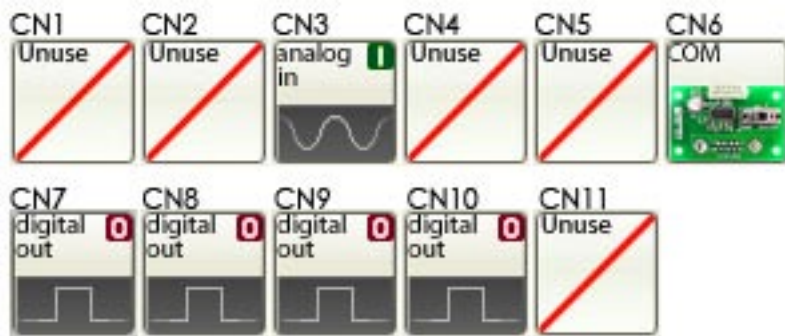 CN1 CN2 CN3 CN4 CN5 CN6
Unuse Unuse analog in I Unuse Unuse COM
CN7 CN8 CN9 CN10 CN11
digital out O digital out O digital out O digital out O Unuse